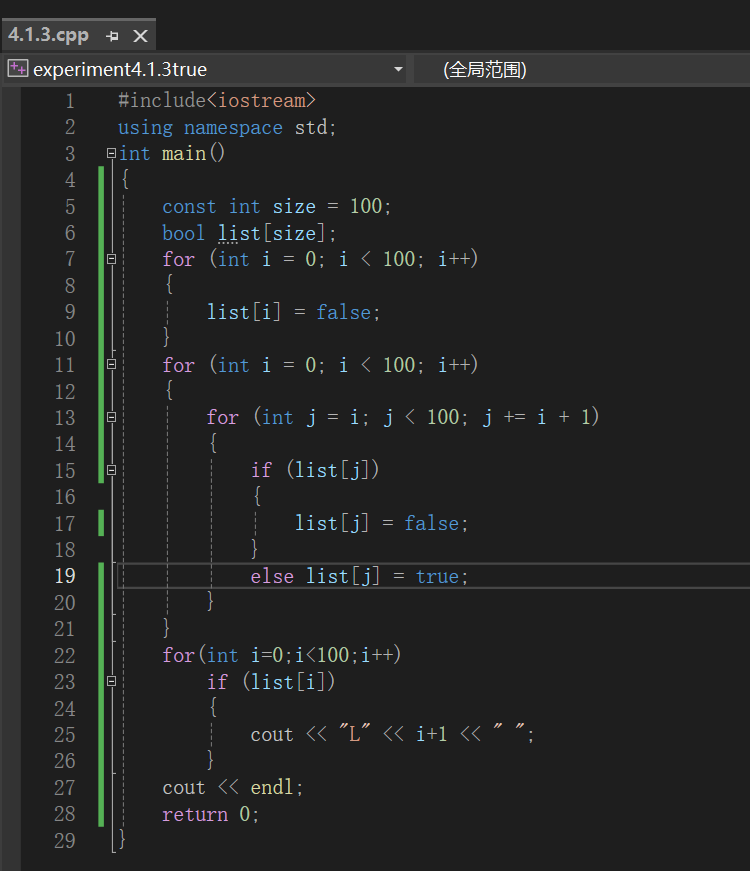 4.1.3.cpp
experiment4.1.3true
(全局范围)
1 #include<iostream>
2 using namespace std;
3 int main()
4 {
5 const int size = 100;
6 bool list[size];
7 for (int i = 0; i < 100; i++)
8 {
9 list[i] = false;
10 }
11 for (int i = 0; i < 100; i++)
12 {
13 for (int j = i; j < 100; j += i + 1)
14 {
15 if (list[j])
16 {
17 list[j] = false;
18 }
19 else list[j] = true;
20 }
21 }
22 for(int i=0;i<100;i++)
23 if (list[i])
24 {
25 cout << "L" << i+1 << " ";
26 }
27 cout << endl;
28 return 0;
29 }